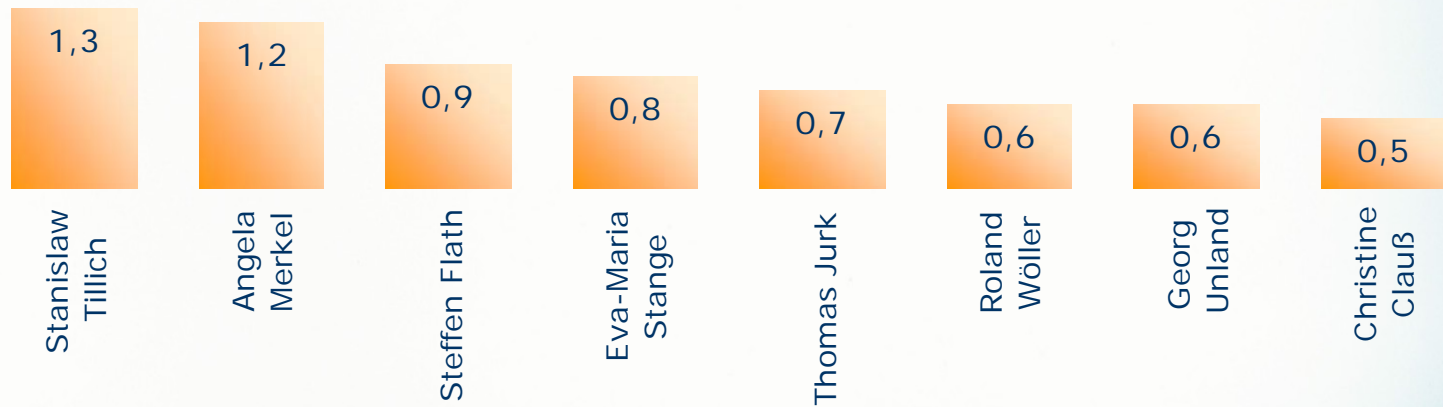 1,3
1,2
0,9
0,8
0,7
0,6
0,6
0,5
Stanislaw
Tillich
Angela
Merkel
Steffen Flath
Eva-Maria
Stange
Thomas Jurk
Roland
Wöller
Georg
Unland
Christine
Clauß